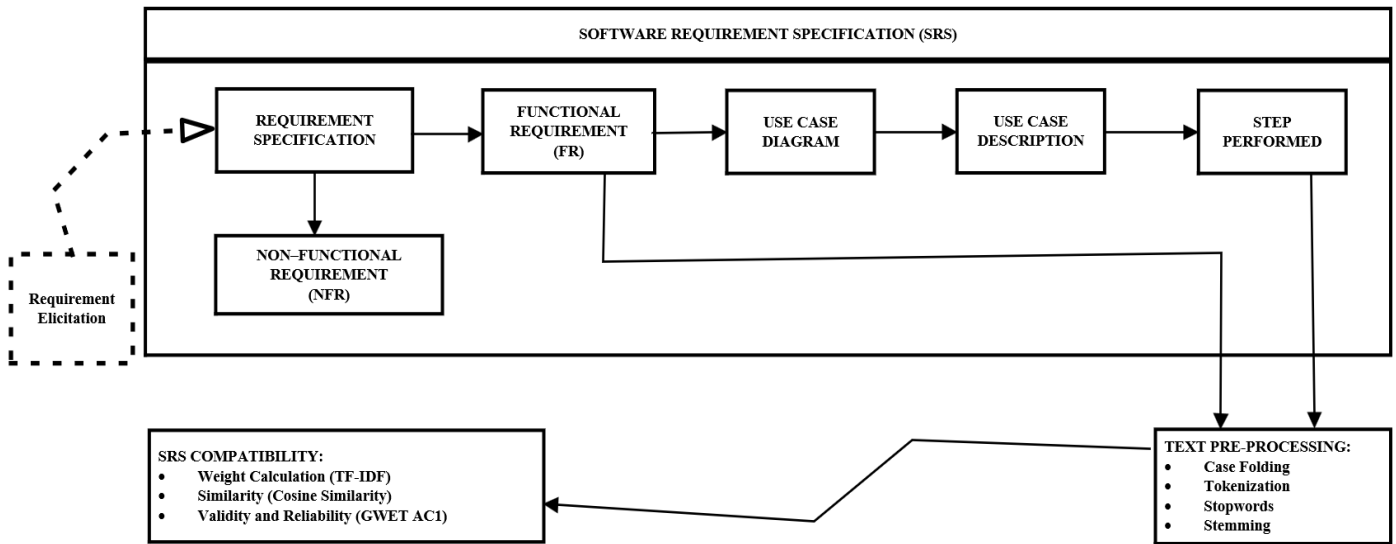 SOFTWARE REQUIREMENT SPECIFICATION (SRS)
REQUIREMENT
SPECIFICATION
FUNCTIONAL
REQUIREMENT
(FR)
USE CASE
DIAGRAM
USE CASE
DESCRIPTION
STEP
PERFORMED
NON–FUNCTIONAL
REQUIREMENT
(NFR)
Requirement
Elicitation
SRS COMPATIBILITY:
• Weight Calculation (TF-IDF)
• Similarity (Cosine Similarity)
• Validity and Reliability (GWET AC1)
TEXT PRE-PROCESSING:
• Case Folding
• Tokenization
• Stopwords
• Stemming